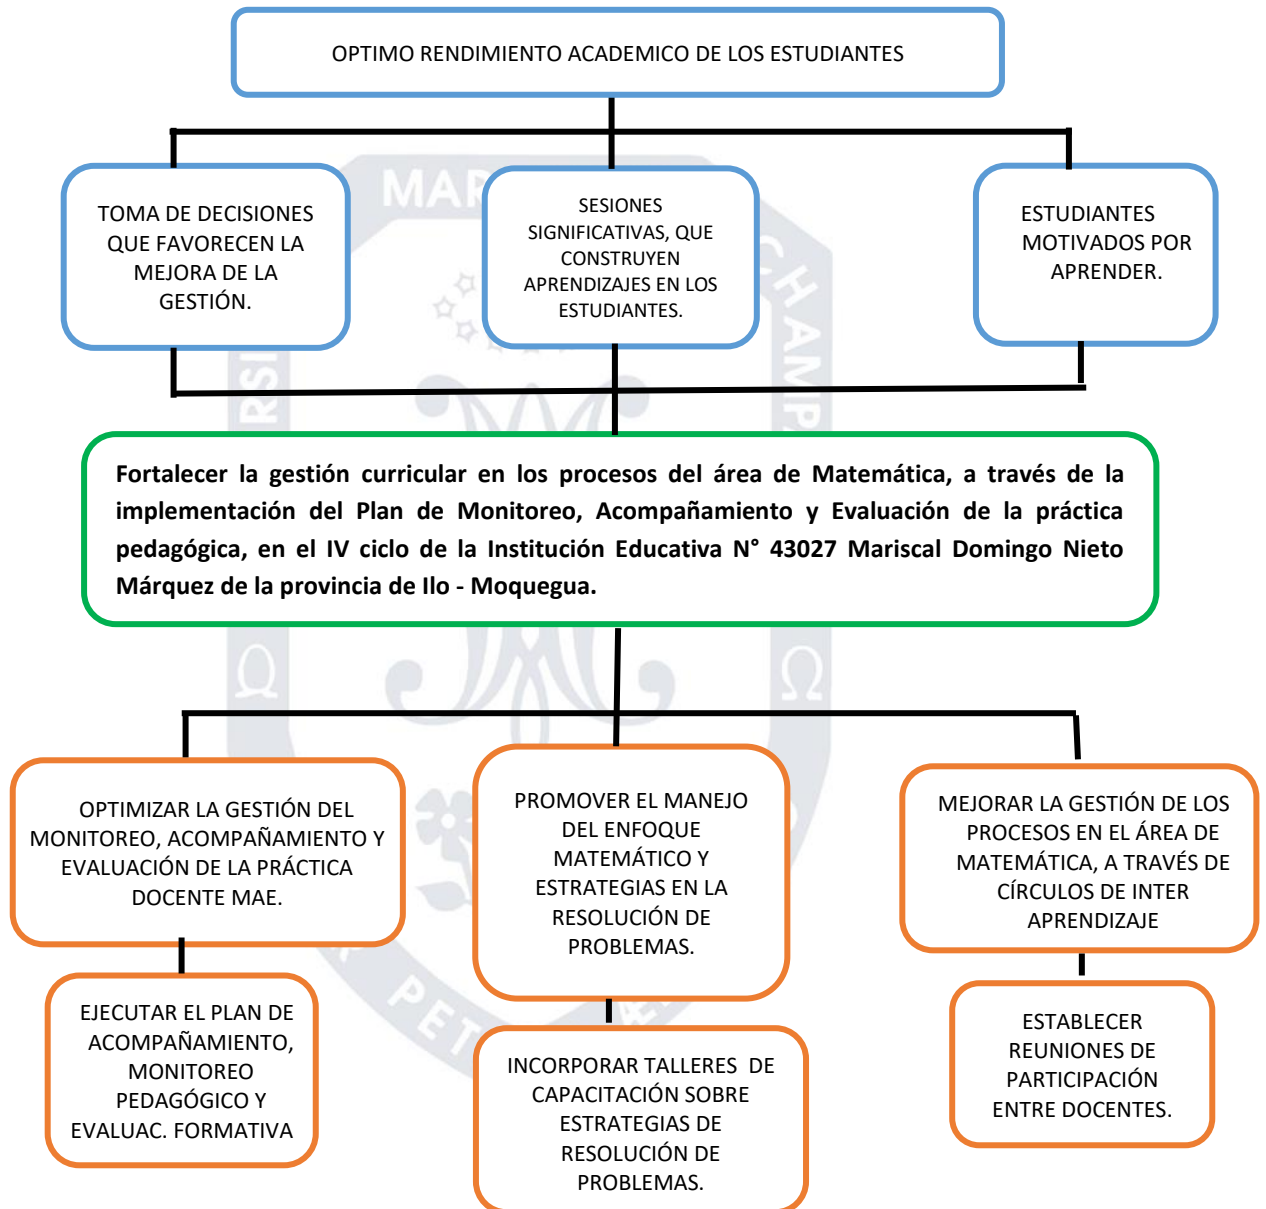 OPTIMO RENDIMIENTO ACADEMICO DE LOS ESTUDIANTES
TOMA DE DECISIONES
QUE FAVORECEN LA
MEJORA DE LA
GESTIÓN.
SESIONES
SIGNIFICATIVAS, QUE
CONSTRUYEN
APRENDIZAJES EN LOS
ESTUDIANTES.
ESTUDIANTES
MOTIVADOS POR
APRENDER.
Fortalecer la gestión curricular en los procesos del área de Matemática, a través de la
implementación del Plan de Monitoreo, Acompañamiento y Evaluación de la práctica
pedagógica, en el IV ciclo de la Institución Educativa N° 43027 Mariscal Domingo Nieto
Márquez de la provincia de Ilo - Moquegua.
OPTIMIZAR LA GESTIÓN DEL
MONITOREO, ACOMPAÑAMIENTO Y
EVALUACIÓN DE LA PRÁCTICA
DOCENTE MAE.
PROMOVER EL MANEJO
DEL ENFOQUE
MATEMÁTICO Y
ESTRATEGIAS EN LA
RESOLUCIÓN DE
PROBLEMAS.
MEJORAR LA GESTIÓN DE LOS
PROCESOS EN EL ÁREA DE
MATEMÁTICA, A TRAVÉS DE
CÍRCULOS DE INTER
APRENDIZAJE
EJECUTAR EL PLAN DE
ACOMPAÑAMIENTO,
MONITOREO
PEDAGÓGICO Y
EVALUAC. FORMATIVA
INCORPORAR TALLERES DE
CAPACITACIÓN SOBRE
ESTRATEGIAS DE
RESOLUCIÓN DE
PROBLEMAS.
ESTABLECER
REUNIONES DE
PARTICIPACIÓN
ENTRE DOCENTES.